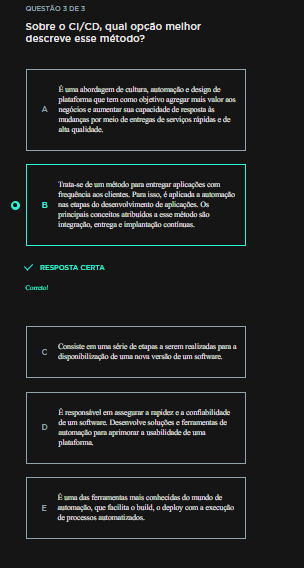 QUESTÃO 3 DE 3
Sobre o CI/CD, qual opção melhor
descreve esse método?
A
É uma abordagem de cultura, automação e design de
plataforma que tem como objetivo agregar mais valor aos
negócios e aumentar sua capacidade de resposta às
mudanças por meio de entregas de serviços rápidas e de
alta qualidade.
B
Trata-se de um método para entregar aplicações com
frequência aos clientes. Para isso, é aplicada a automação
nas etapas do desenvolvimento de aplicações. Os
principais conceitos atribuídos a esse método são
integração, entrega e implantação contínuas.
RESPOSTA CERTA
Correto!
C
Consiste em uma série de etapas a serem realizadas para a
disponibilização de uma nova versão de um software.
D
É responsável em assegurar a rapidez e a confiabilidade
de um software. Desenvolve soluções e ferramentas de
automação para aprimorar a usabilidade de uma
plataforma.
E
É uma das ferramentas mais conhecidas do mundo de
automação, que facilita o build, o deploy com a execução
de processos automatizados.